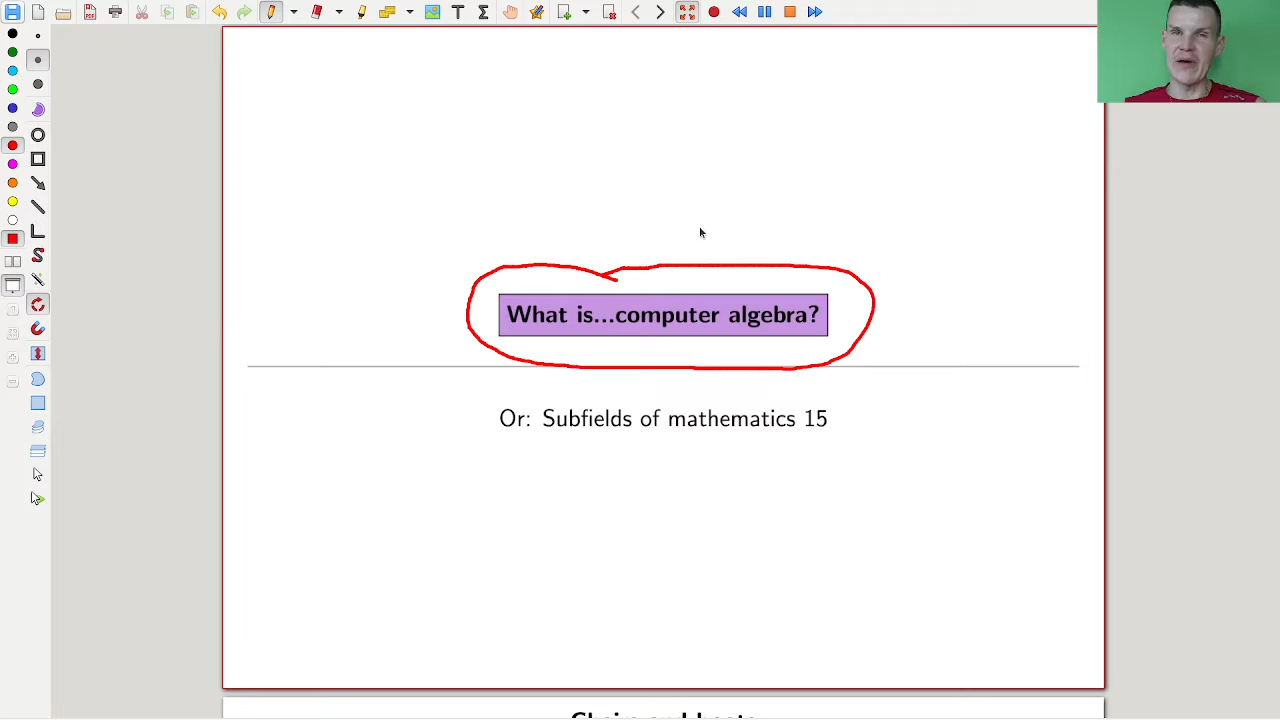 What is...computer algebra?
Or: Subfields of mathematics 15